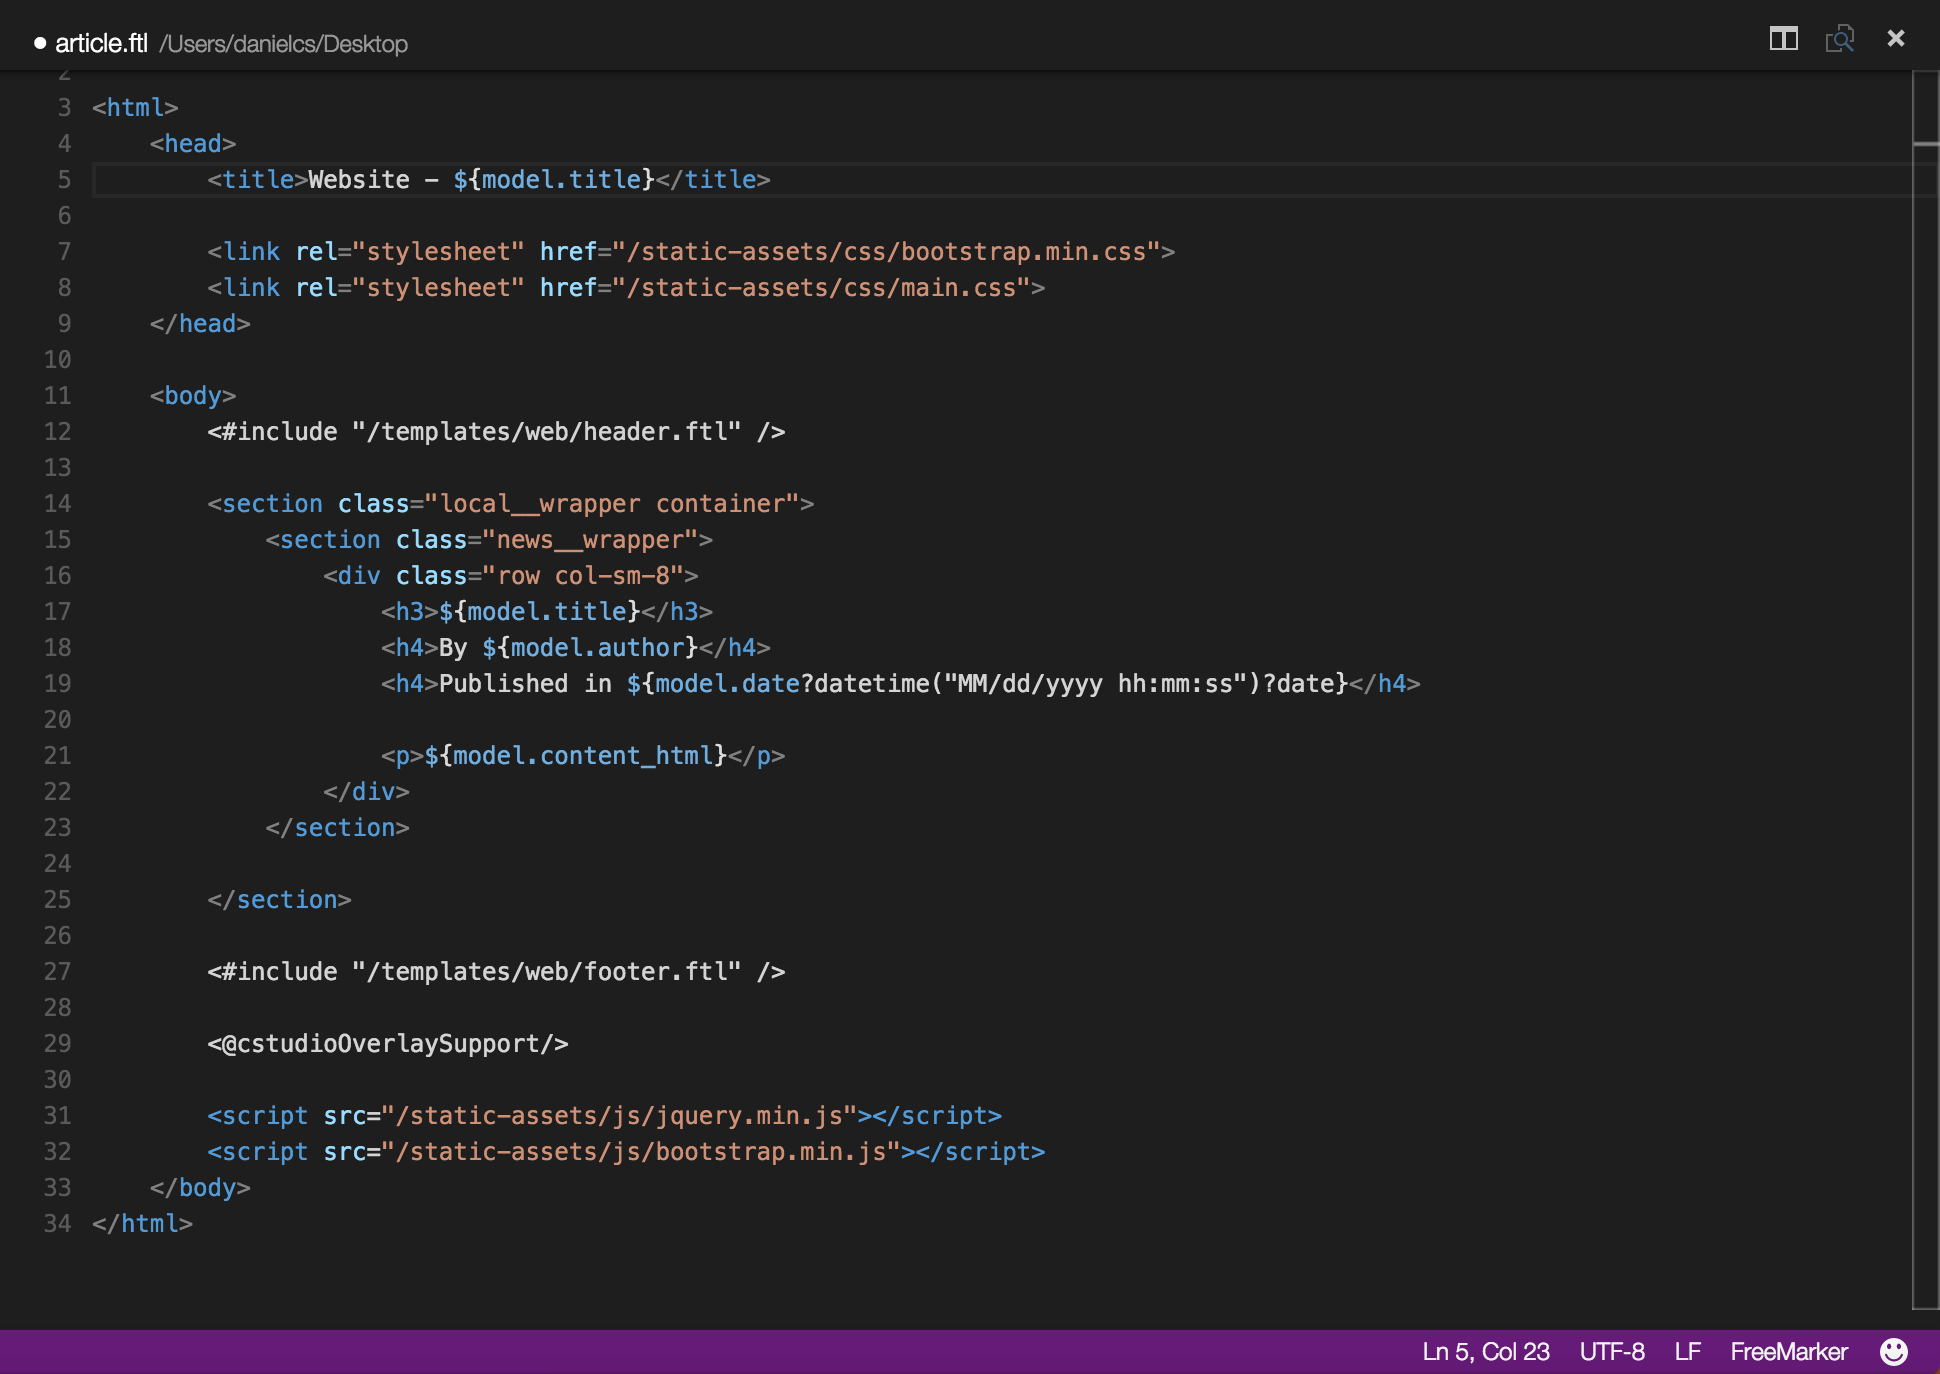 ● article.ftl /Users/danielcs/Desktop
2
3 <html>
4     <head>
5         <title>Website – ${model.title}</title>
6
7         <link rel="stylesheet" href="/static-assets/css/bootstrap.min.css">
8         <link rel="stylesheet" href="/static-assets/css/main.css">
9     </head>
10
11     <body>
12         <#include "/templates/web/header.ftl" />
13
14         <section class="local__wrapper container">
15             <section class="news__wrapper">
16                 <div class="row col-sm-8">
17                     <h3>${model.title}</h3>
18                     <h4>By ${model.author}</h4>
19                     <h4>Published in ${model.date?datetime("MM/dd/yyyy hh:mm:ss")?date}</h4>
20
21                     <p>${model.content_html}</p>
22                 </div>
23             </section>
24
25         </section>
26
27         <#include "/templates/web/footer.ftl" />
28
29         <@cstudioOverlaySupport/>
30
31         <script src="/static-assets/js/jquery.min.js"></script>
32         <script src="/static-assets/js/bootstrap.min.js"></script>
33     </body>
34 </html>
Ln 5, Col 23 UTF-8 LF FreeMarker